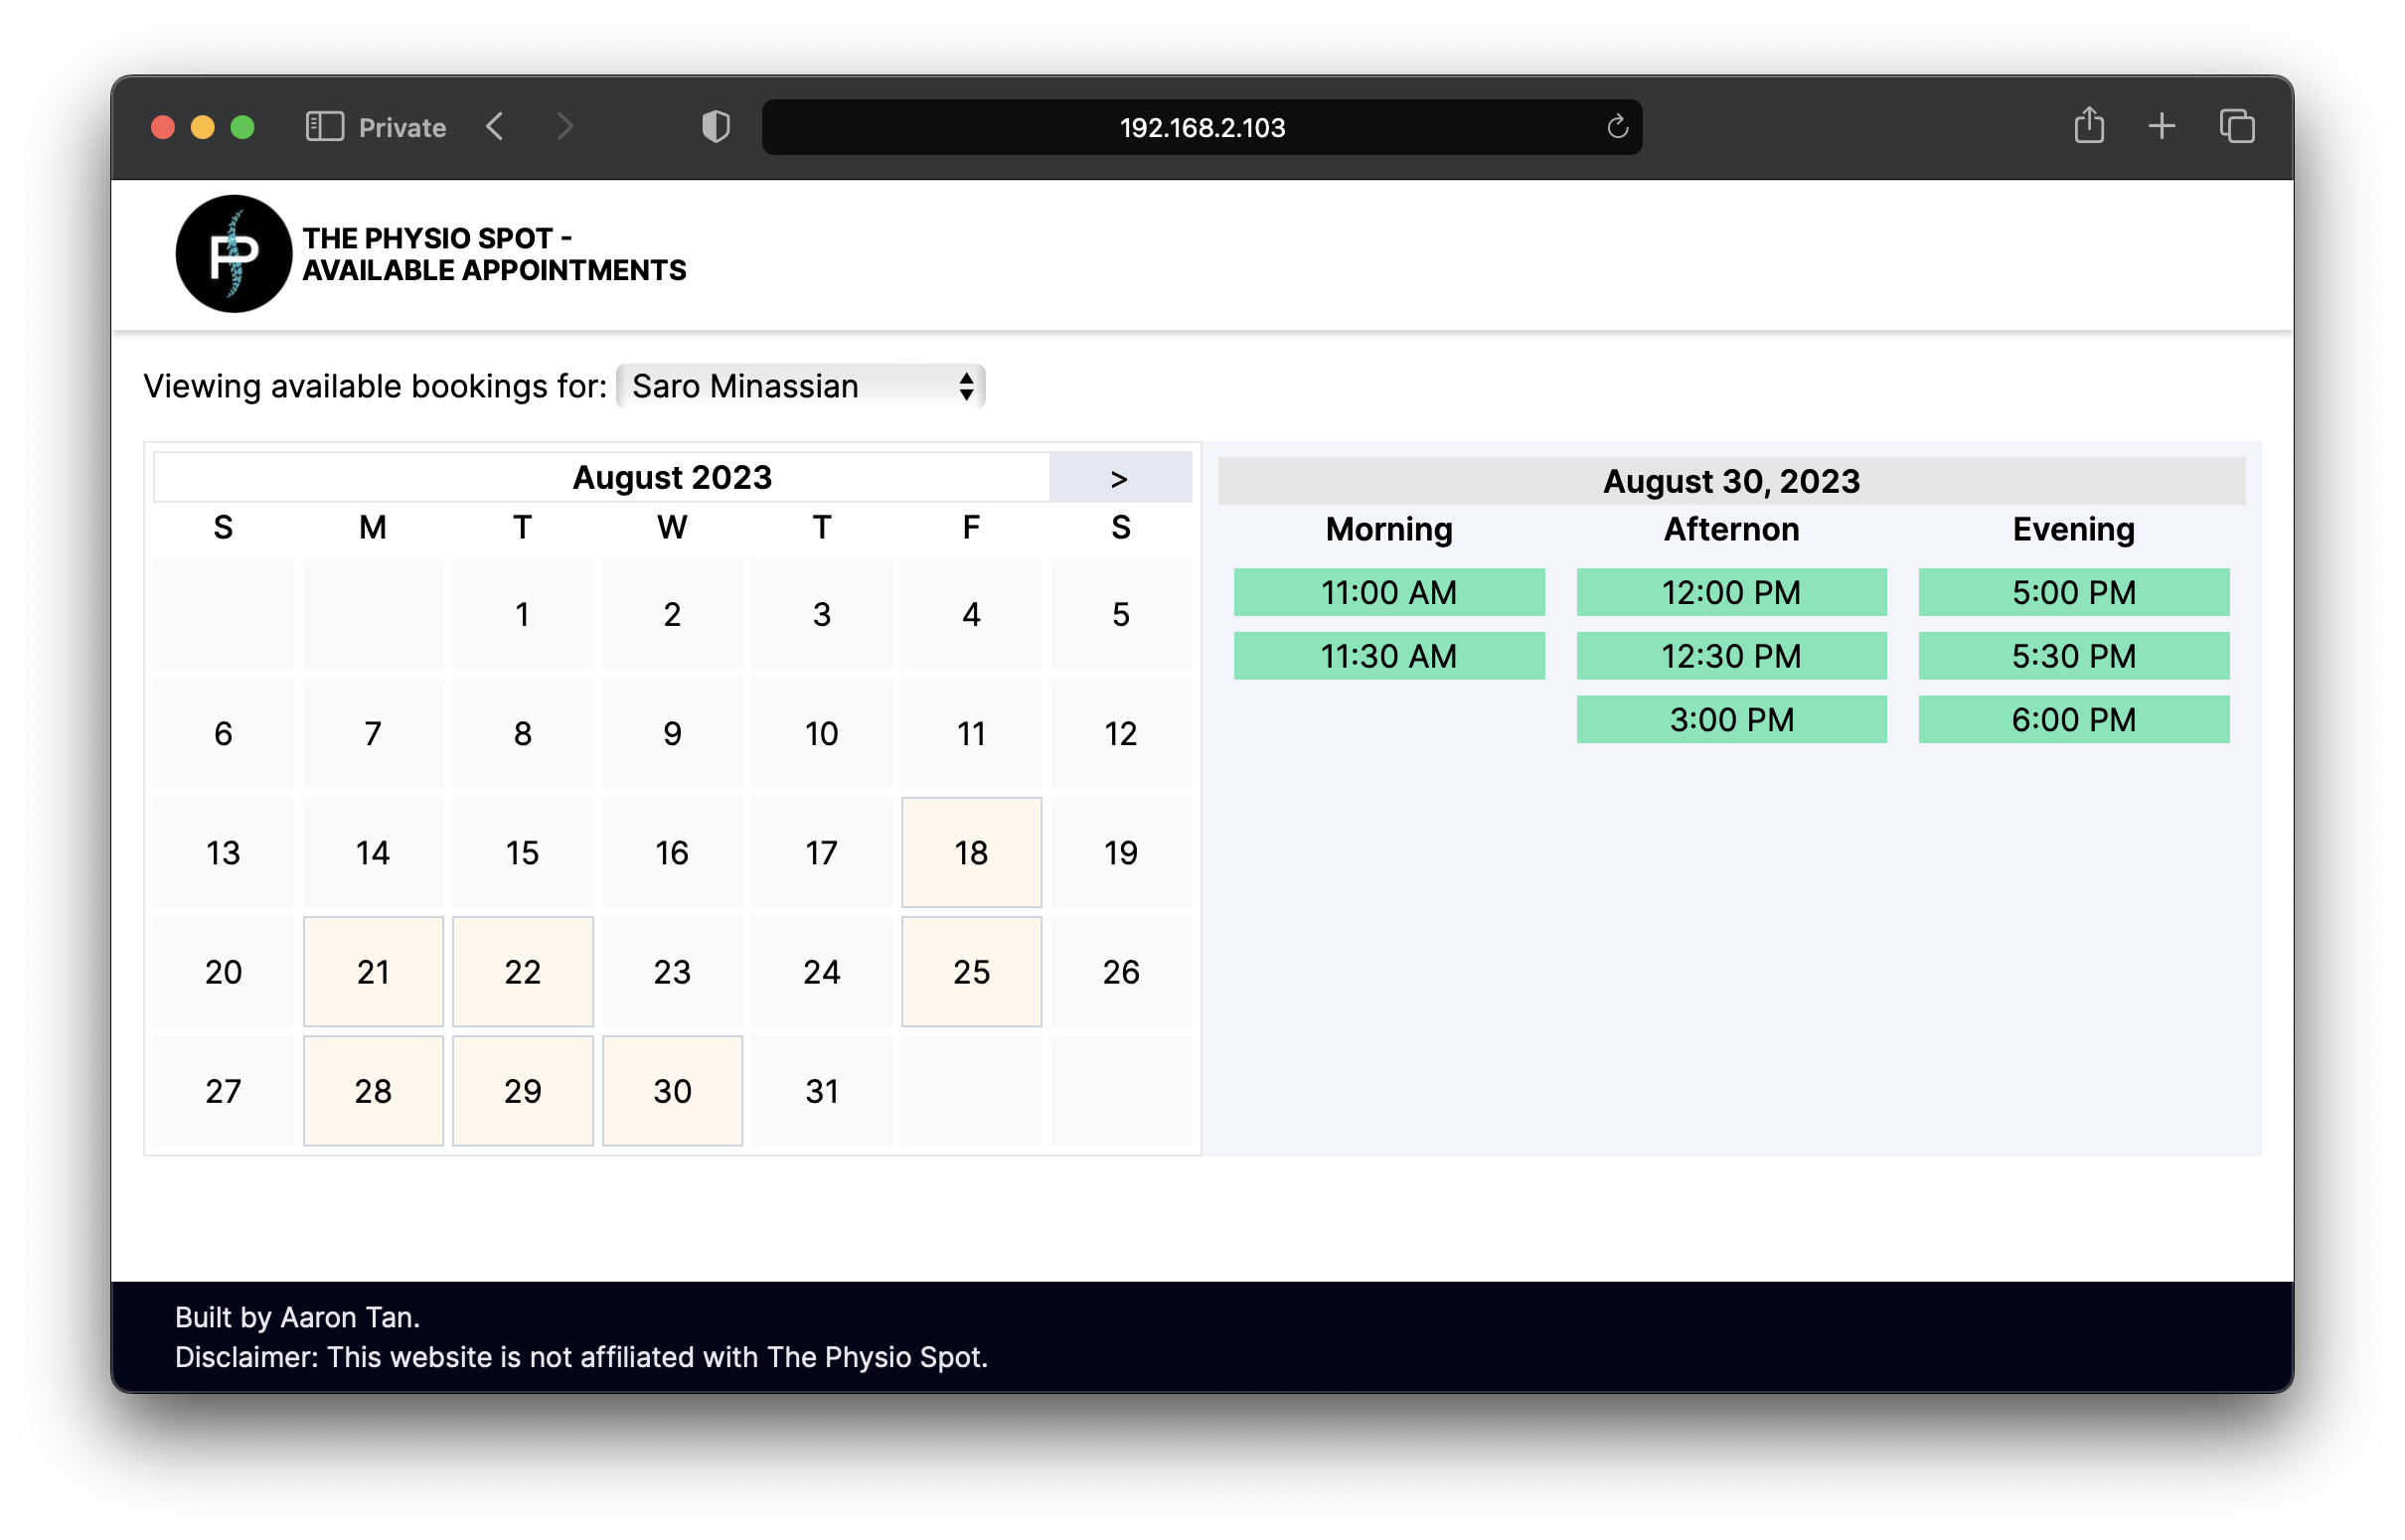 Private
192.168.2.103
THE PHYSIO SPOT -
AVAILABLE APPOINTMENTS
Viewing available bookings for: Saro Minassian
August 2023 >
S M T W T F S
1 2 3 4 5
6 7 8 9 10 11 12
13 14 15 16 17 18 19
20 21 22 23 24 25 26
27 28 29 30 31
August 30, 2023
Morning Afternon Evening
11:00 AM 12:00 PM 5:00 PM
11:30 AM 12:30 PM 5:30 PM
3:00 PM 6:00 PM
Built by Aaron Tan.
Disclaimer: This website is not affiliated with The Physio Spot.